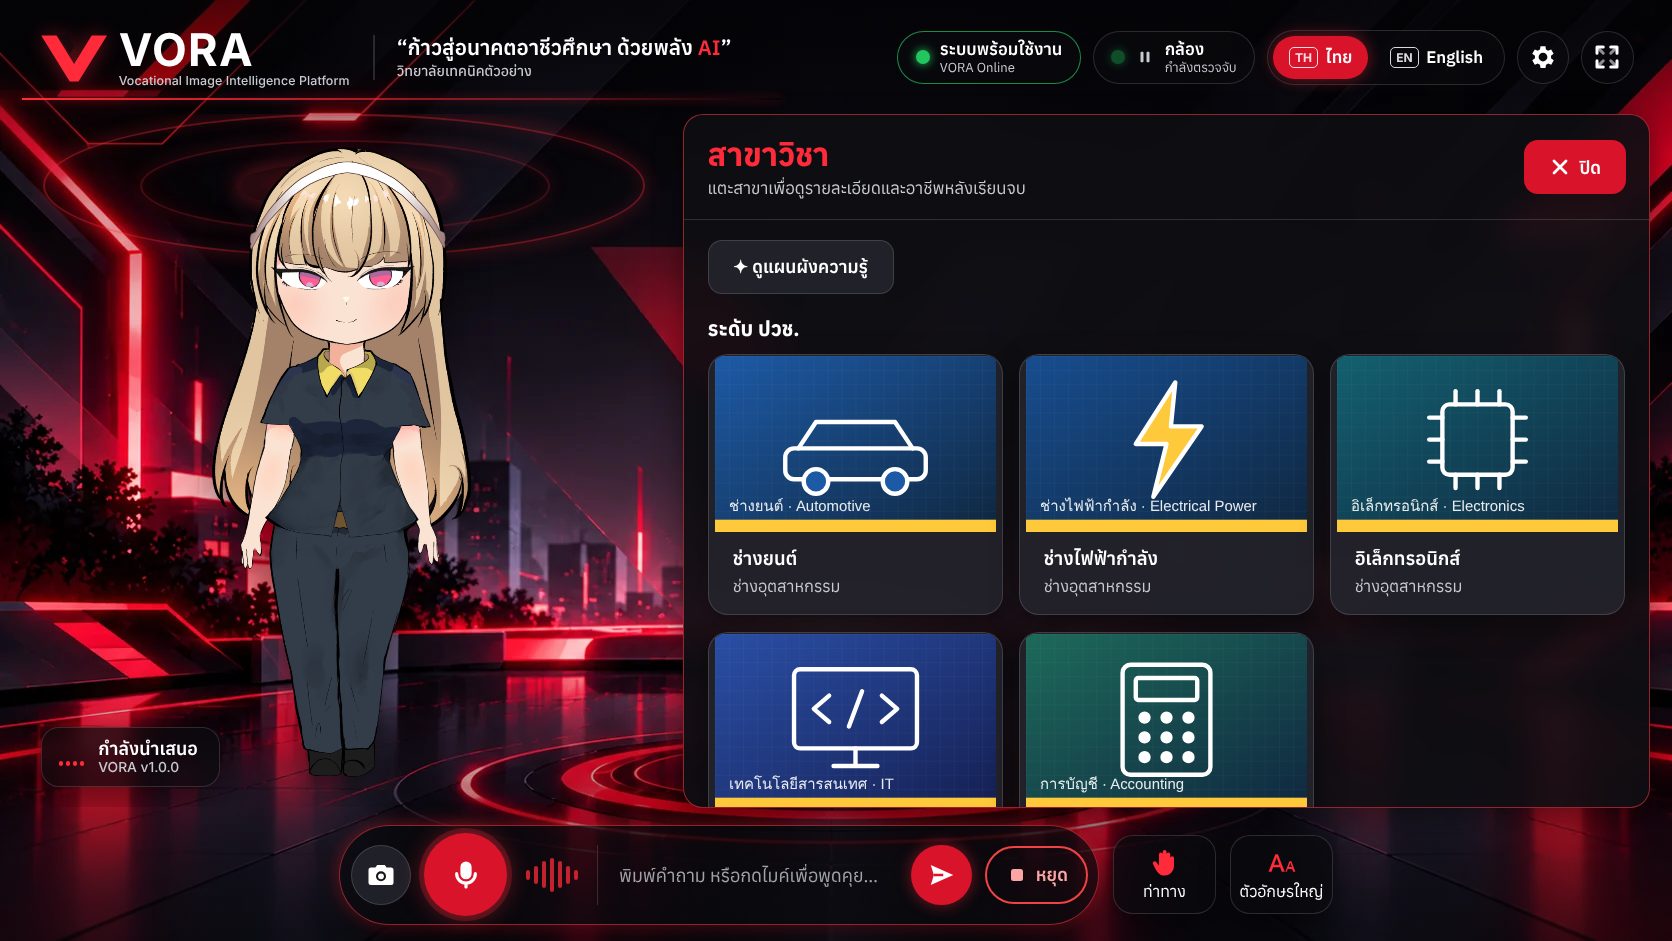 VORA
Vocational Image Intelligence Platform
“ก้าวสู่อนาคตอาชีวศึกษา ด้วยพลัง AI”
วิทยาลัยเทคนิคตัวอย่าง
ระบบพร้อมใช้งาน
VORA Online
กล้อง
กำลังตรวจจับ
TH ไทย
EN English
สาขาวิชา
แตะสาขาเพื่อดูรายละเอียดและอาชีพหลังเรียนจบ
ปิด
ดูแผนผังความรู้
ระดับ ปวช.
ช่างยนต์ · Automotive
ช่างยนต์
ช่างอุตสาหกรรม
ช่างไฟฟ้ากำลัง · Electrical Power
ช่างไฟฟ้ากำลัง
ช่างอุตสาหกรรม
อิเล็กทรอนิกส์ · Electronics
อิเล็กทรอนิกส์
ช่างอุตสาหกรรม
เทคโนโลยีสารสนเทศ · IT
การบัญชี · Accounting
กำลังนำเสนอ
VORA v1.0.0
พิมพ์คำถาม หรือกดไมค์เพื่อพูดคุย...
หยุด
ท่าทาง
AA
ตัวอักษรใหญ่